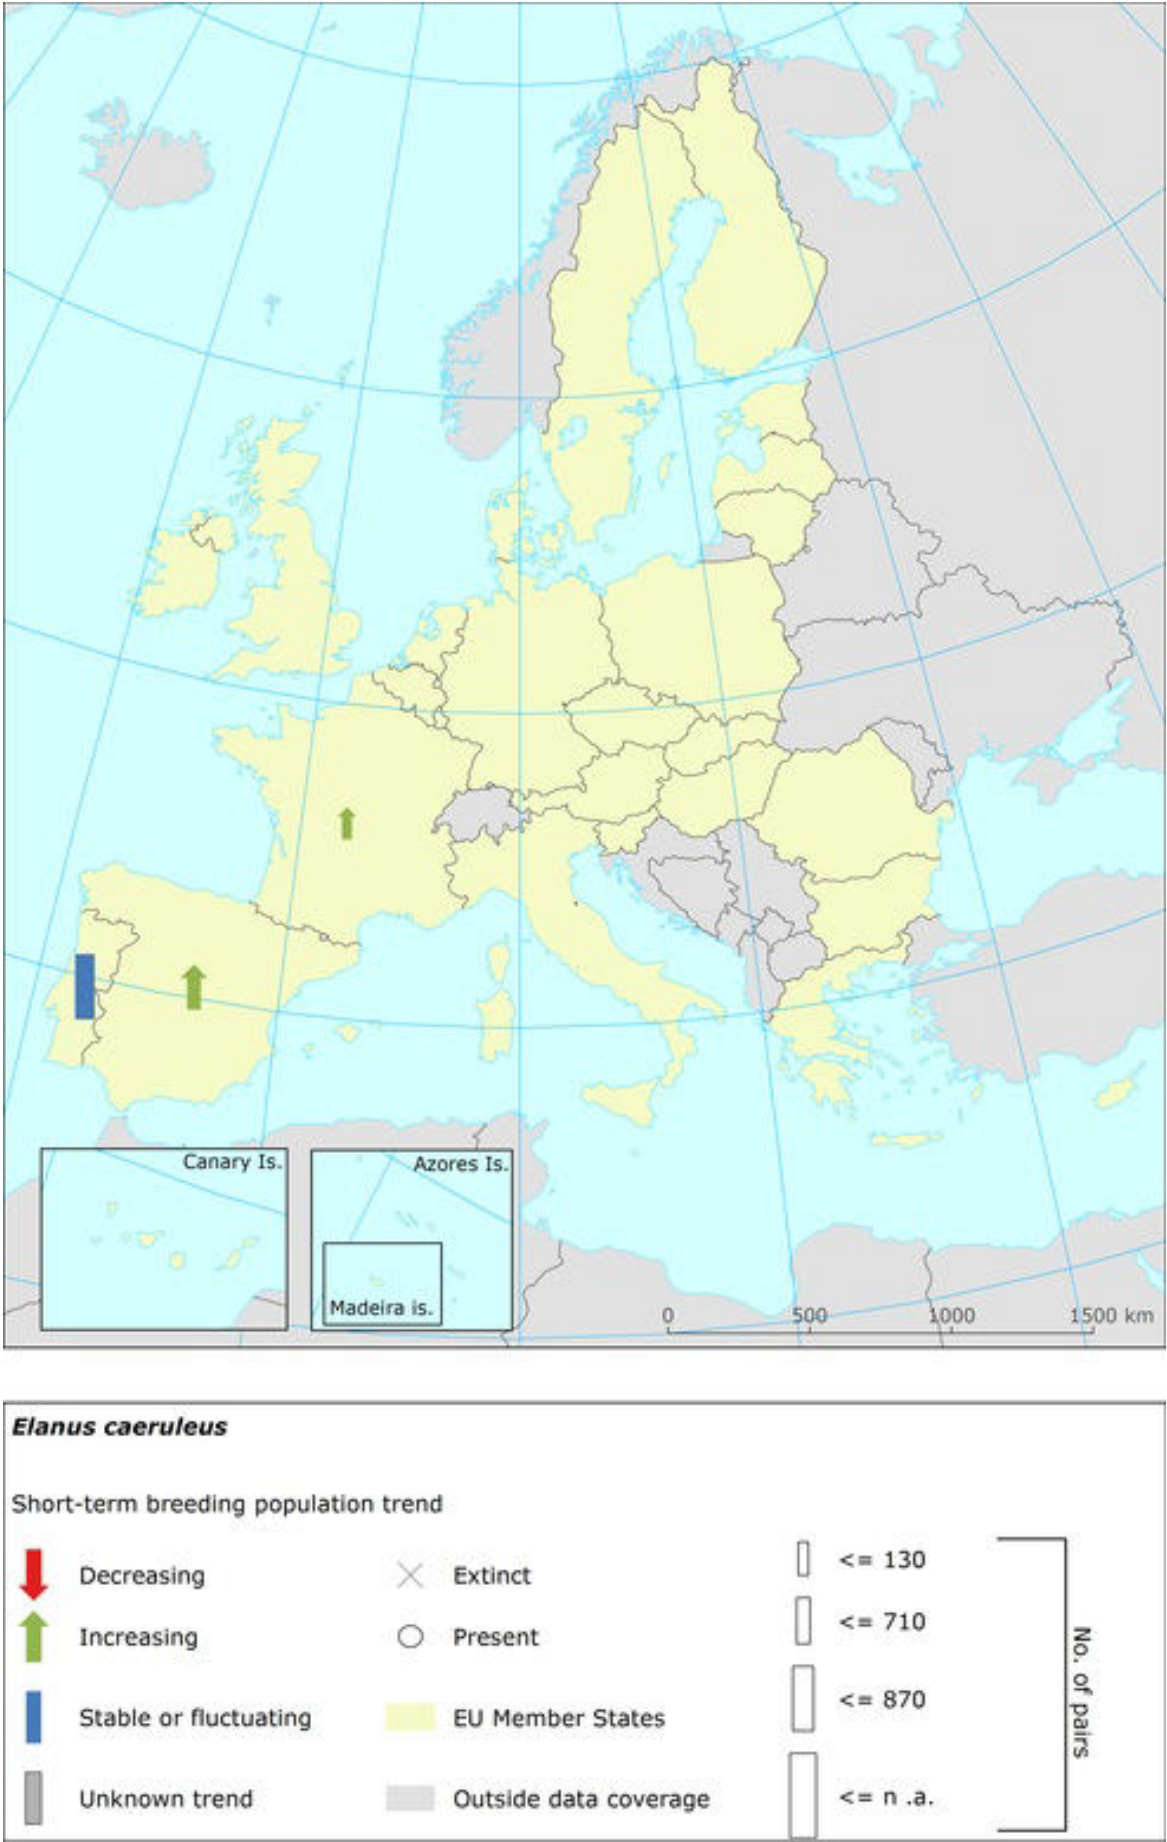 Canary Is.
Azores Is.
Madeira is.
0 500 1000 1500 km
Elanus caeruleus
Short-term breeding population trend
Decreasing
Increasing
Stable or fluctuating
Unknown trend
Extinct
Present
EU Member States
Outside data coverage
<= 130
<= 710
<= 870
<= n .a.
No. of pairs